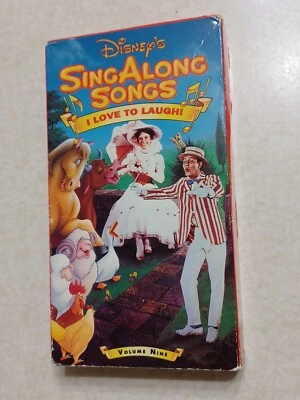 DISNEY'S
SING ALONG
SONGS
I LOVE TO LAUGH!
VOLUME NINE